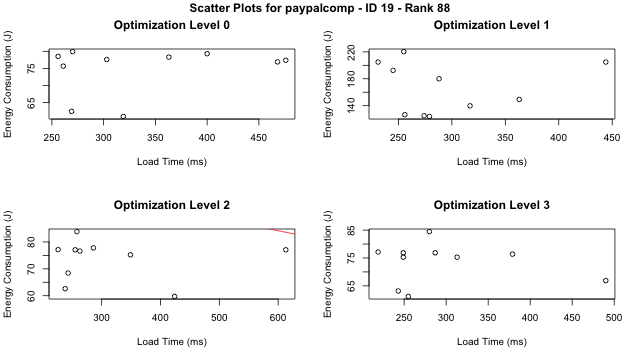 Scatter Plots for paypalcomp - ID 19 - Rank 88
Optimization Level 0
Energy Consumption (J)
75
65
250 300 350 400 450
Load Time (ms)
Optimization Level 1
Energy Consumption (J)
220
180
140
250 300 350 400 450
Load Time (ms)
Optimization Level 2
Energy Consumption (J)
80
70
60
300 400 500 600
Load Time (ms)
Optimization Level 3
Energy Consumption (J)
85
75
65
250 300 350 400 450 500
Load Time (ms)